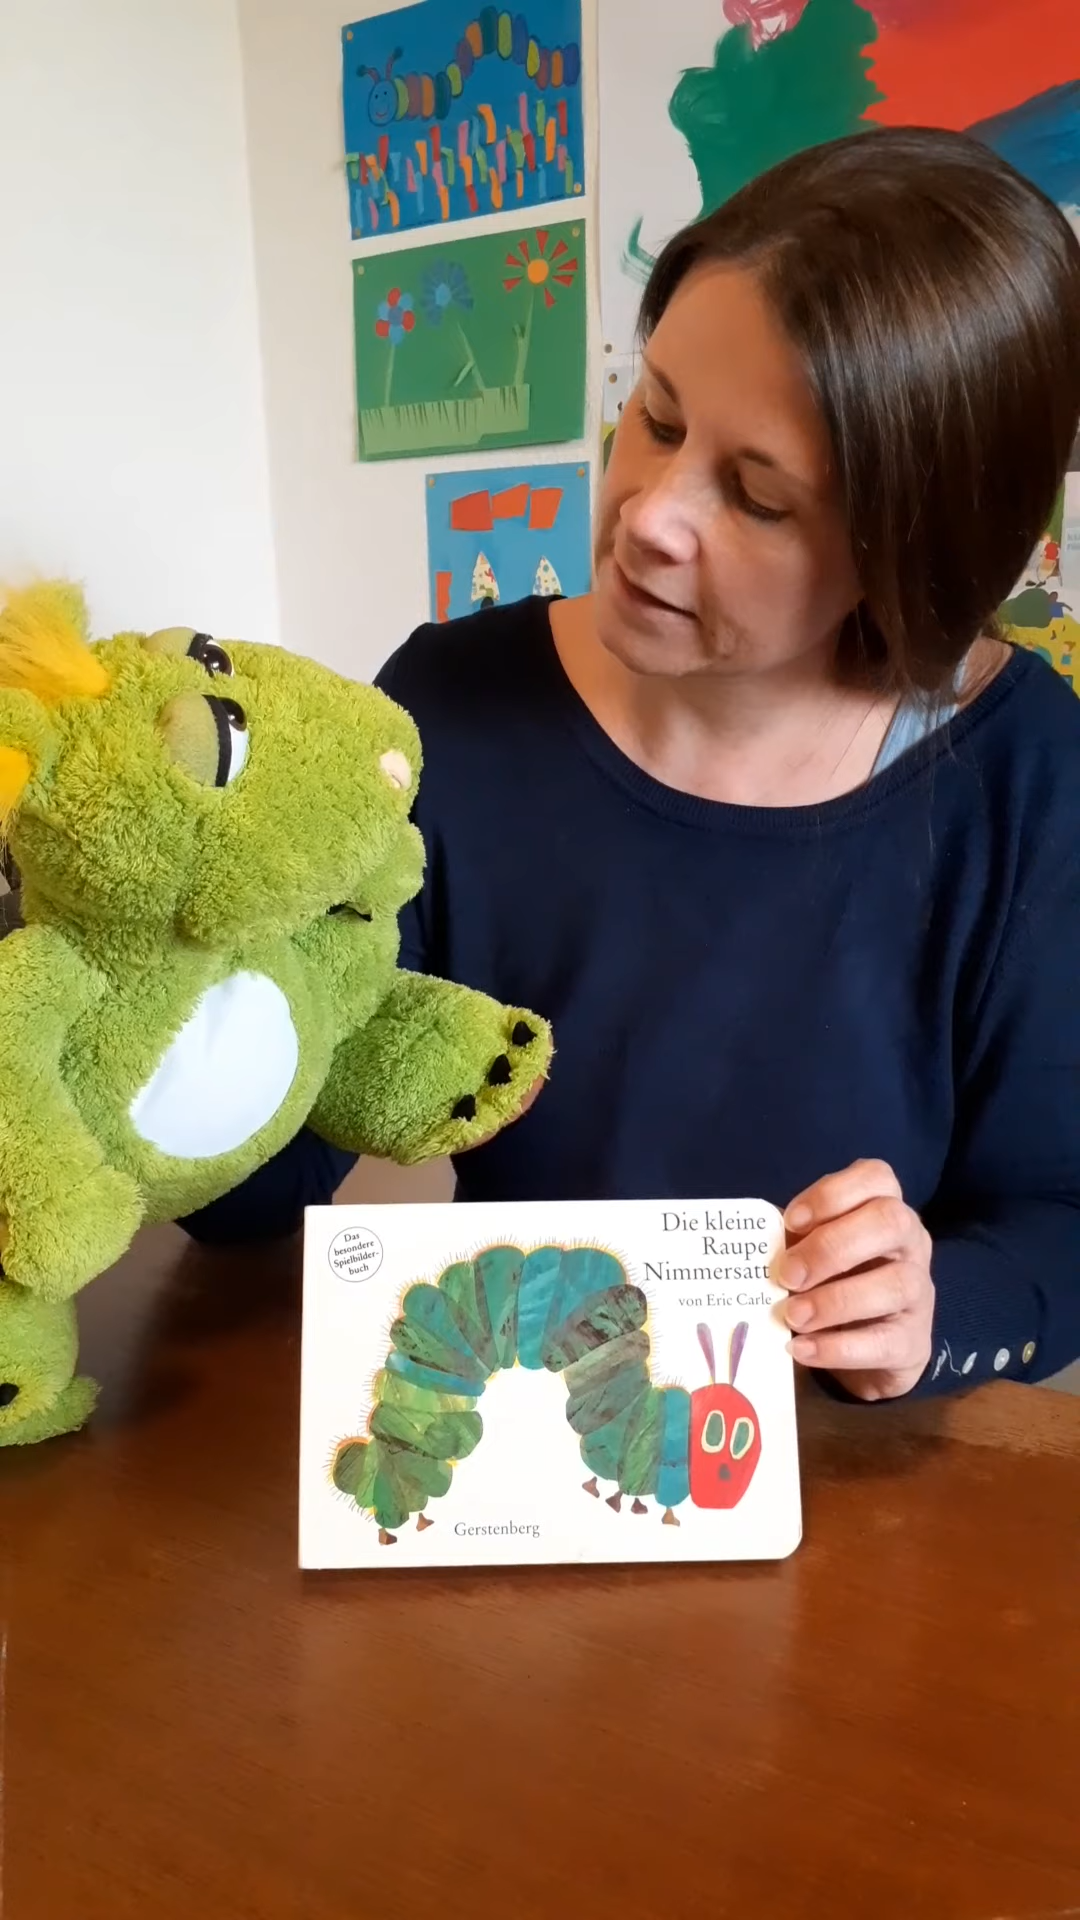 Das
besondere
Spielbilder-
buch
Die kleine
Raupe
Nimmersatt
von Eric Carle
Gerstenberg